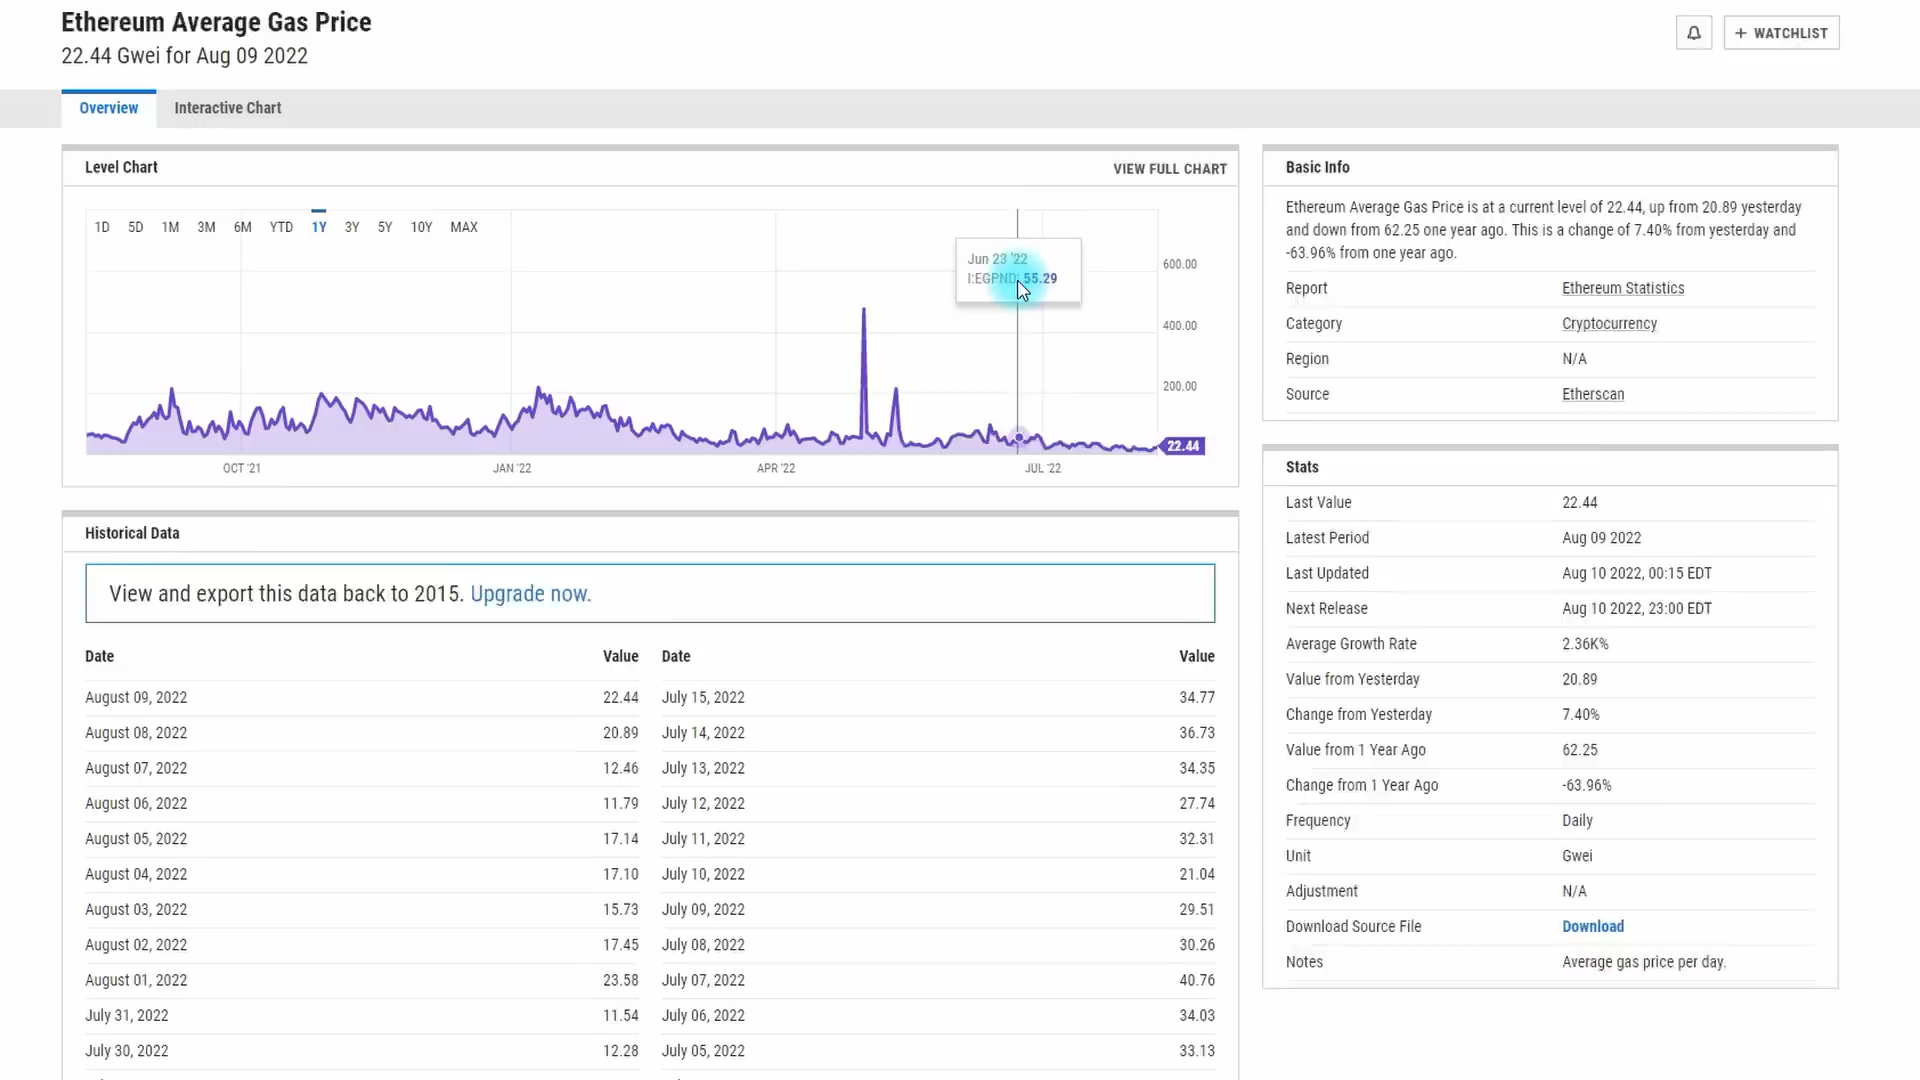 Ethereum Average Gas Price
22.44 Gwei for Aug 09 2022
+ WATCHLIST
Overview Interactive Chart
Level Chart VIEW FULL CHART
1D 5D 1M 3M 6M YTD 1Y 3Y 5Y 10Y MAX
Jun 23 '22
I:EGPND: 55.29
600.00
400.00
200.00
22.44
OCT '21 JAN '22 APR '22 JUL '22
Historical Data
View and export this data back to 2015. Upgrade now.
Date Value Date Value
August 09, 2022 22.44 July 15, 2022 34.77
August 08, 2022 20.89 July 14, 2022 36.73
August 07, 2022 12.46 July 13, 2022 34.35
August 06, 2022 11.79 July 12, 2022 27.74
August 05, 2022 17.14 July 11, 2022 32.31
August 04, 2022 17.10 July 10, 2022 21.04
August 03, 2022 15.73 July 09, 2022 29.51
August 02, 2022 17.45 July 08, 2022 30.26
August 01, 2022 23.58 July 07, 2022 40.76
July 31, 2022 11.54 July 06, 2022 34.03
July 30, 2022 12.28 July 05, 2022 33.13
Basic Info
Ethereum Average Gas Price is at a current level of 22.44, up from 20.89 yesterday
and down from 62.25 one year ago. This is a change of 7.40% from yesterday and
-63.96% from one year ago.
Report Ethereum Statistics
Category Cryptocurrency
Region N/A
Source Etherscan
Stats
Last Value 22.44
Latest Period Aug 09 2022
Last Updated Aug 10 2022, 00:15 EDT
Next Release Aug 10 2022, 23:00 EDT
Average Growth Rate 2.36K%
Value from Yesterday 20.89
Change from Yesterday 7.40%
Value from 1 Year Ago 62.25
Change from 1 Year Ago -63.96%
Frequency Daily
Unit Gwei
Adjustment N/A
Download Source File Download
Notes Average gas price per day.